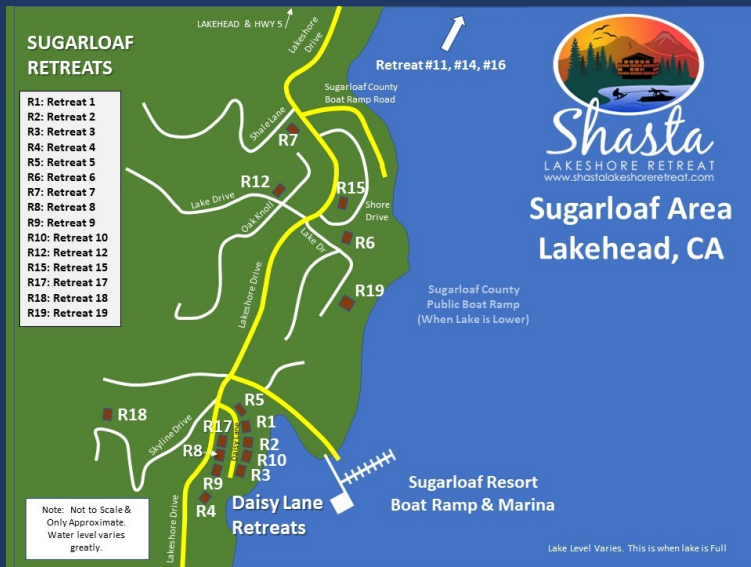 LAKEHEAD & HWY 5
Lakeshore
Drive
SUGARLOAF
RETREATS
Retreat #11, #14, #16
Sugarloaf County
Boat Ramp Road
R1: Retreat 1
R2: Retreat 2
R3: Retreat 3
R4: Retreat 4
R5: Retreat 5
R6: Retreat 6
R7: Retreat 7
R8: Retreat 8
R9: Retreat 9
R10: Retreat 10
R12: Retreat 12
R15: Retreat 15
R17: Retreat 17
R18: Retreat 18
R19: Retreat 19
Shasta
LAKESHORE RETREAT
www.shastalakeshoreretreat.com
Sugarloaf Area
Lakehead, CA
Shale Lane
R7
R12
R15
Lake Drive
Oak Knoll
Shore
Drive
Lake Dr
R6
Lakeshore Drive
R19
Sugarloaf County
Public Boat Ramp
(When Lake is Lower)
R5
R18
Skyline Drive
R17
R1
Daisy Lane
R2
R8
R10
R9
R3
R4
Daisy Lane
Retreats
Sugarloaf Resort
Boat Ramp & Marina
Lakeshore Drive
Note: Not to Scale &
Only Approximate.
Water level varies
greatly.
Lake Level Varies. This is when lake is Full